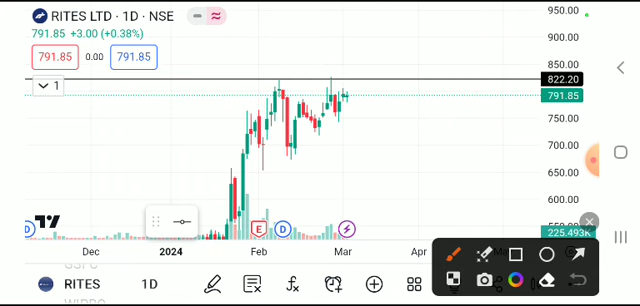 RITES LTD · 1D · NSE
791.85 +3.00 (+0.38%)
791.85 0.00 791.85
1
950.00
900.00
850.00
822.20
791.85
750.00
700.00
650.00
600.00
225.493K
D E D
Dec 2024 Feb Mar Apr
RITES 1D